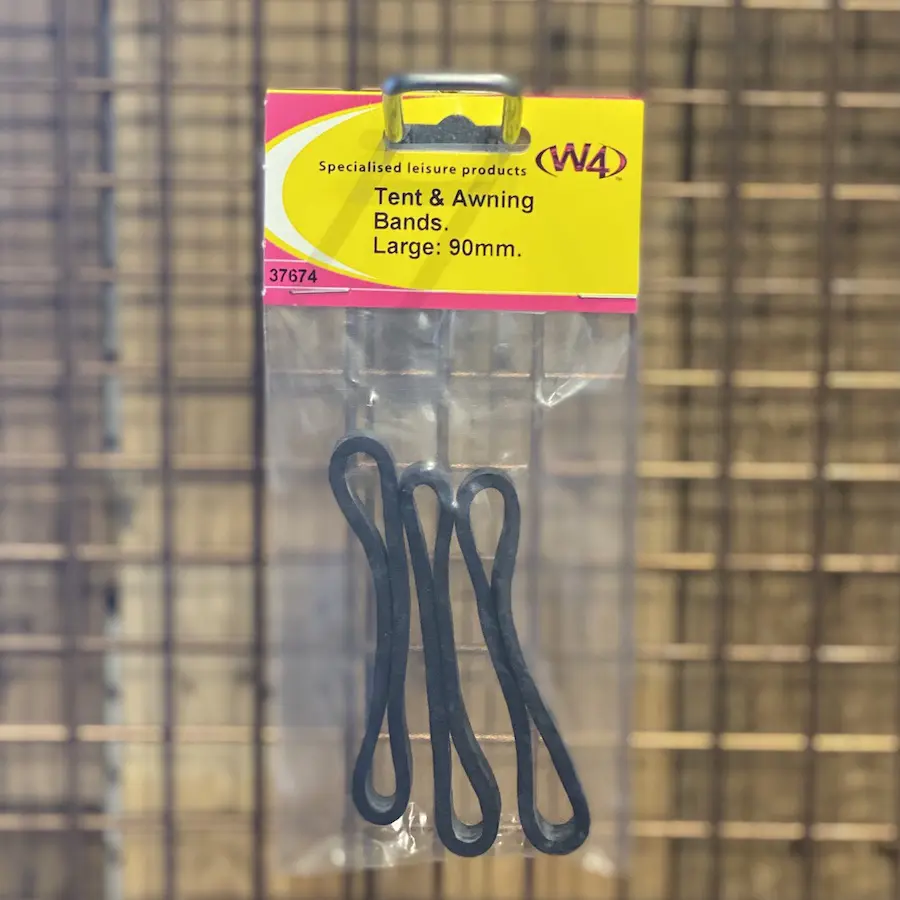 Specialised leisure products
W4
Tent & Awning
Bands.
Large: 90mm.
37674